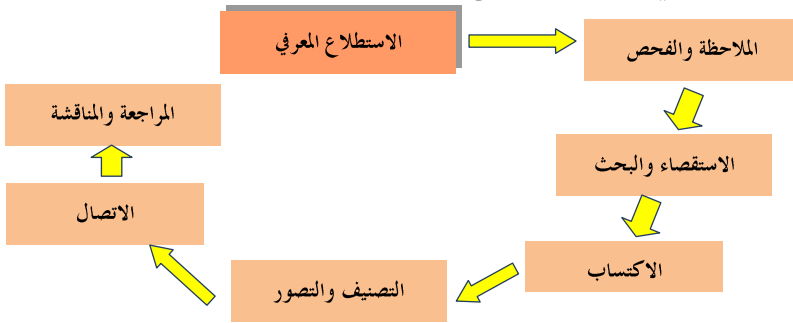 الاستطلاع المعرفي
الملاحظة والفحص
الاستقصاء والبحث
الاكتساب
التصنيف والتصور
الاتصال
المراجعة والمناقشة